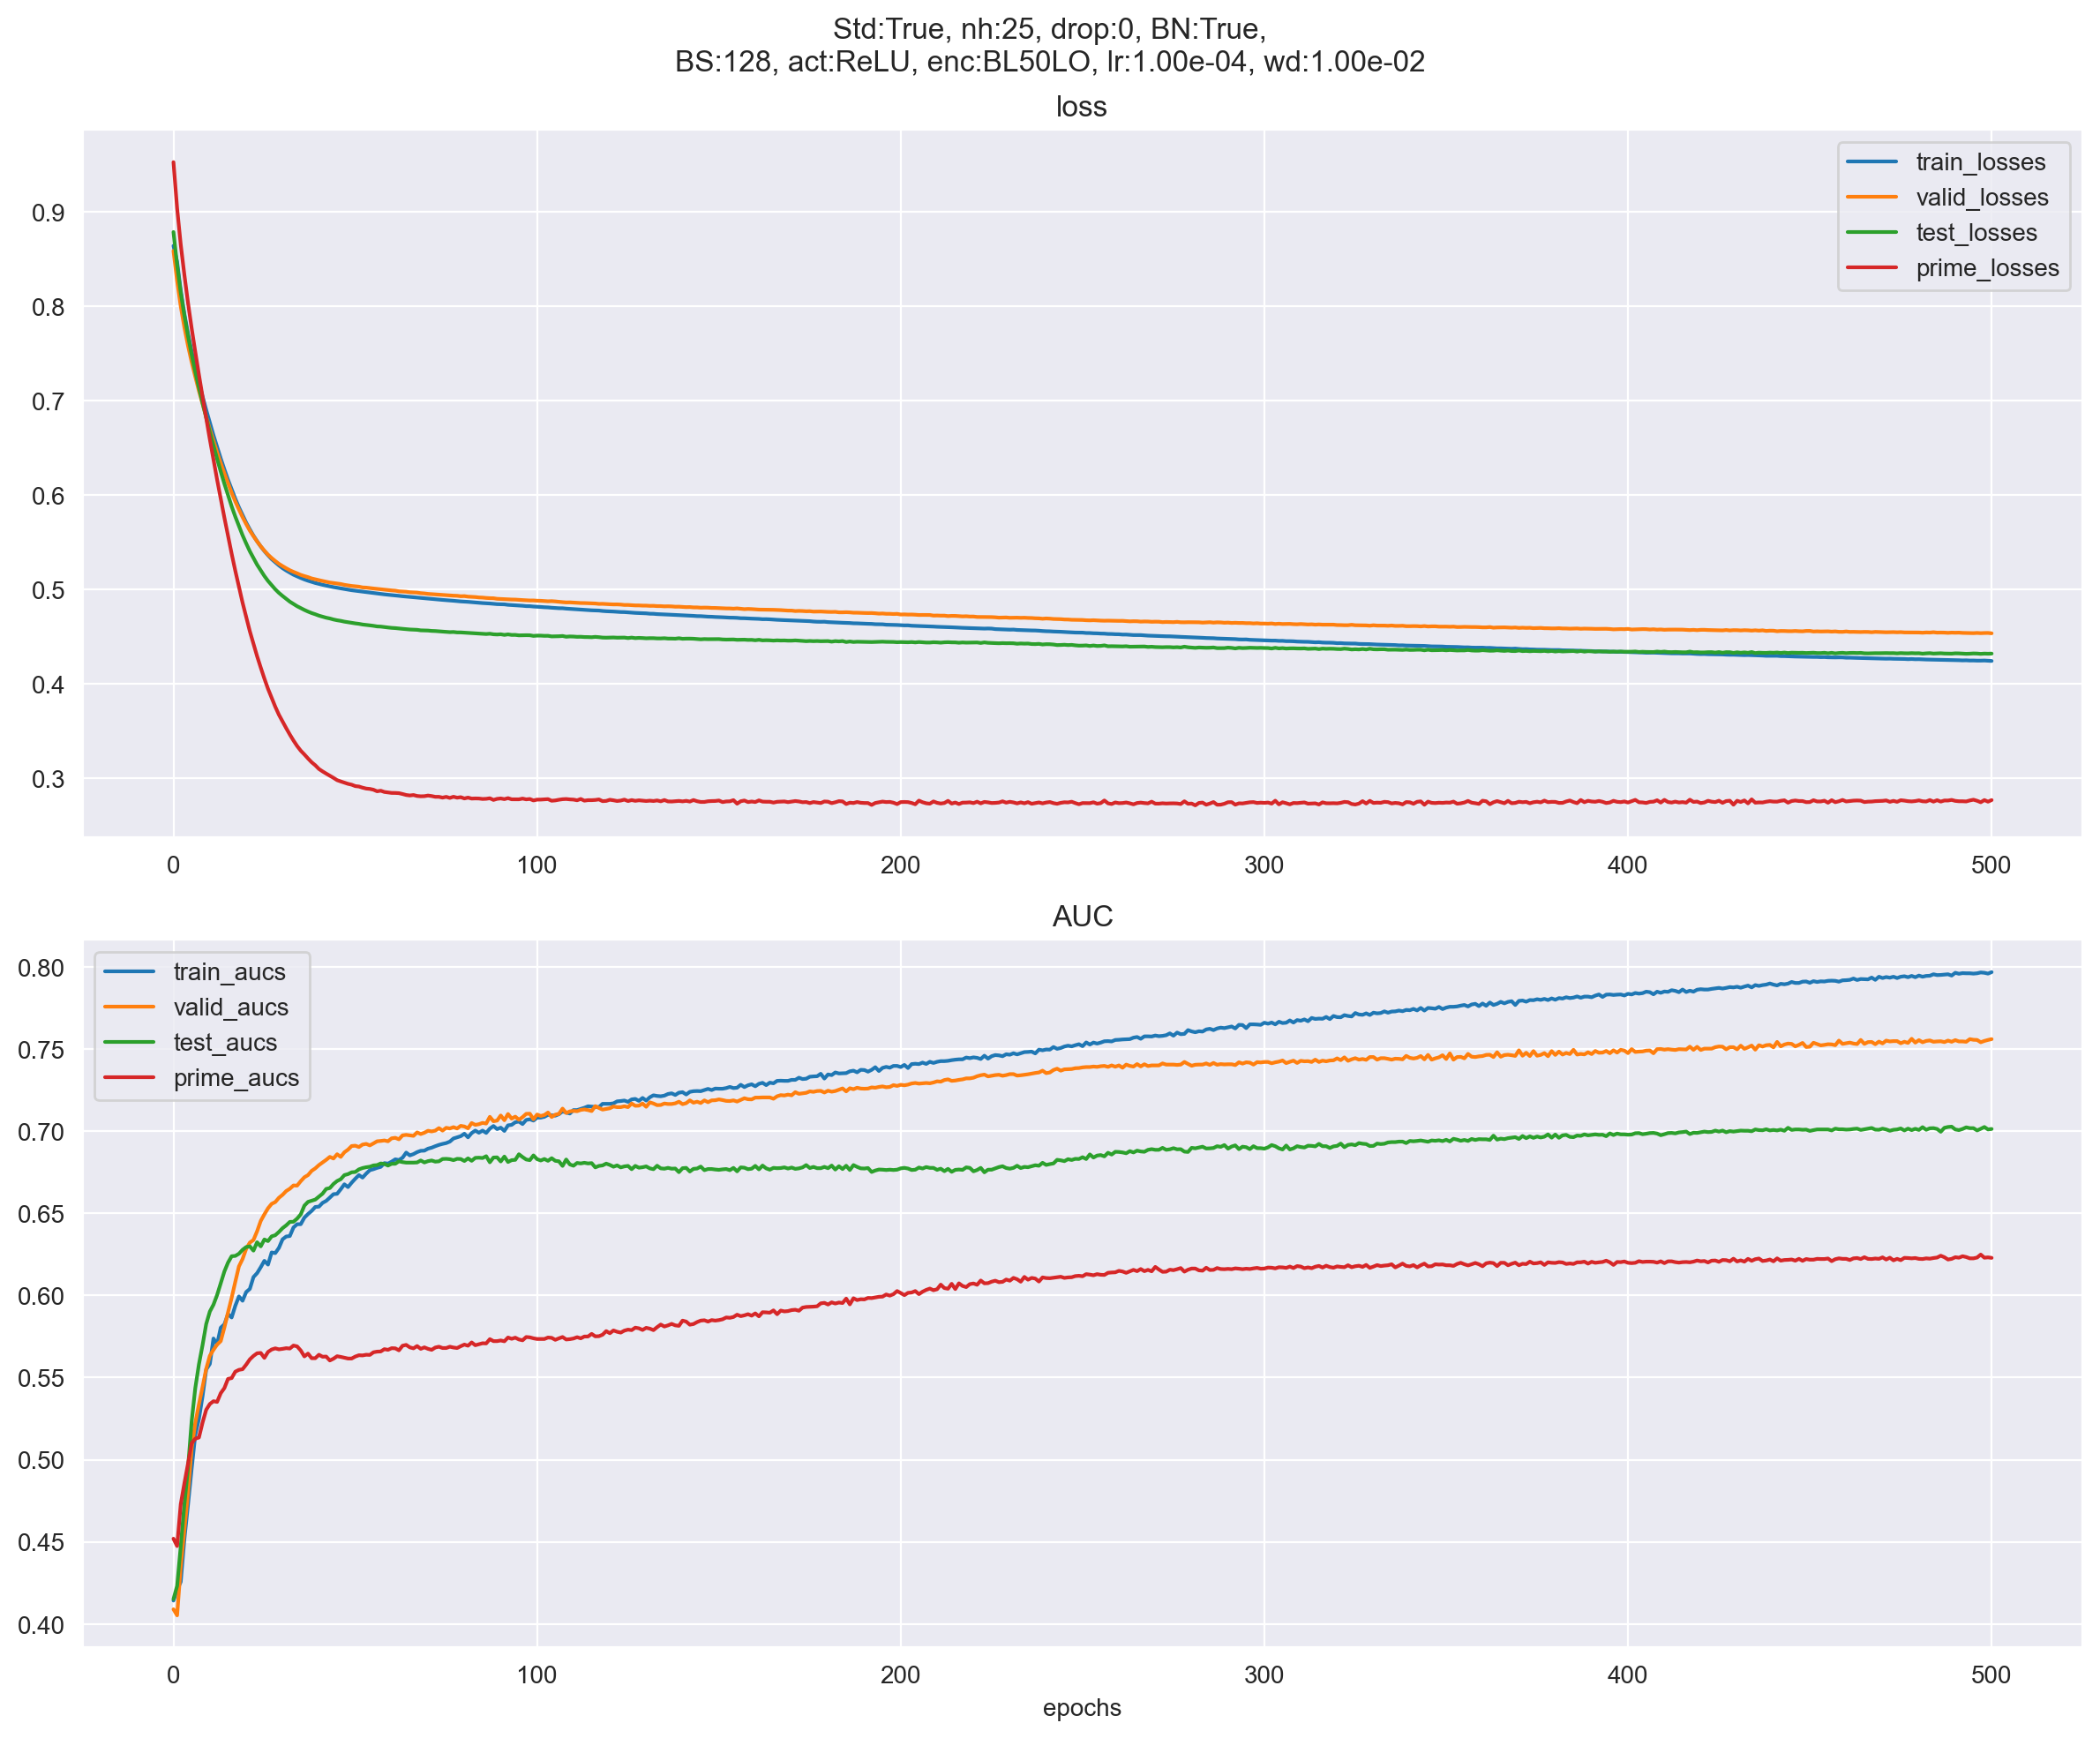 Std:True, nh:25, drop:0, BN:True,
BS:128, act:ReLU, enc:BL50LO, lr:1.00e-04, wd:1.00e-02
loss
train_losses
valid_losses
test_losses
prime_losses
0.9
0.8
0.7
0.6
0.5
0.4
0.3
0 100 200 300 400 500
AUC
train_aucs
valid_aucs
test_aucs
prime_aucs
0.80
0.75
0.70
0.65
0.60
0.55
0.50
0.45
0.40
0 100 200 300 400 500
epochs